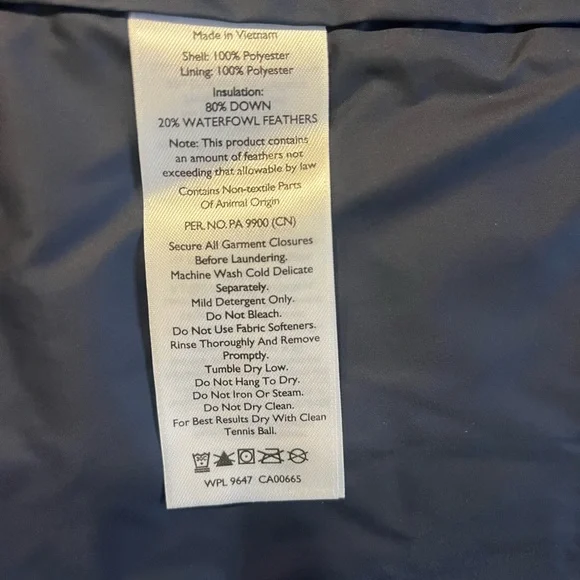 Made in Vietnam
Shell: 100% Polyester
Lining: 100% Polyester
Insulation:
80% DOWN
20% WATERFOWL FEATHERS
Note: This product contains
an amount of feathers not
exceeding that allowable by law
Contains Non-textile Parts
Of Animal Origin
PER. NO. PA 9900 (CN)
Secure All Garment Closures
Before Laundering.
Machine Wash Cold Delicate
Separately.
Mild Detergent Only.
Do Not Bleach.
Do Not Use Fabric Softeners.
Rinse Thoroughly And Remove
Promptly.
Tumble Dry Low.
Do Not Hang To Dry.
Do Not Iron Or Steam.
Do Not Dry Clean.
For Best Results Dry With Clean
Tennis Ball.
WPL 9647 CA00665